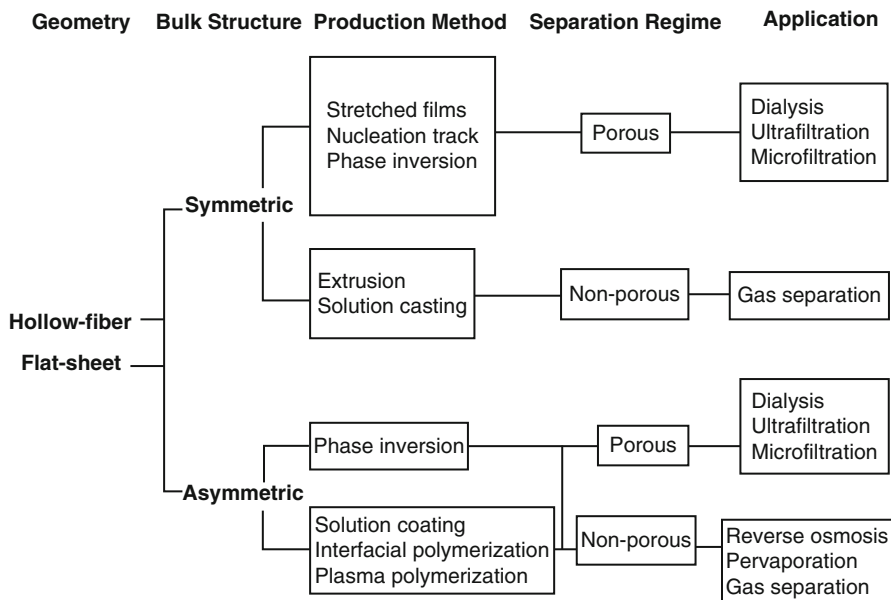 Geometry Bulk Structure Production Method Separation Regime Application
Stretched films
Nucleation track
Phase inversion
Porous
Dialysis
Ultrafiltration
Microfiltration
Symmetric
Extrusion
Solution casting
Non-porous
Gas separation
Hollow-fiber
Flat-sheet
Phase inversion
Porous
Dialysis
Ultrafiltration
Microfiltration
Asymmetric
Solution coating
Interfacial polymerization
Plasma polymerization
Non-porous
Reverse osmosis
Pervaporation
Gas separation